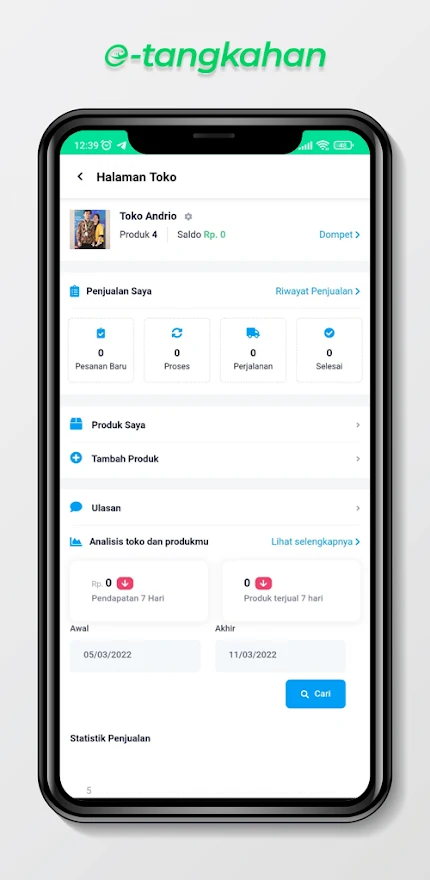 e-tangkahan
12:39
40
Halaman Toko
Toko Andrio
Produk 4 Saldo Rp. 0 Dompet
Penjualan Saya Riwayat Penjualan
0 0 0 0
Pesanan Baru Proses Perjalanan Selesai
Produk Saya
Tambah Produk
Ulasan
Analisis toko dan produkmu Lihat selengkapnya
Rp. 0 0
Pendapatan 7 Hari Produk terjual 7 hari
Awal Akhir
05/03/2022 11/03/2022
Cari
Statistik Penjualan
5